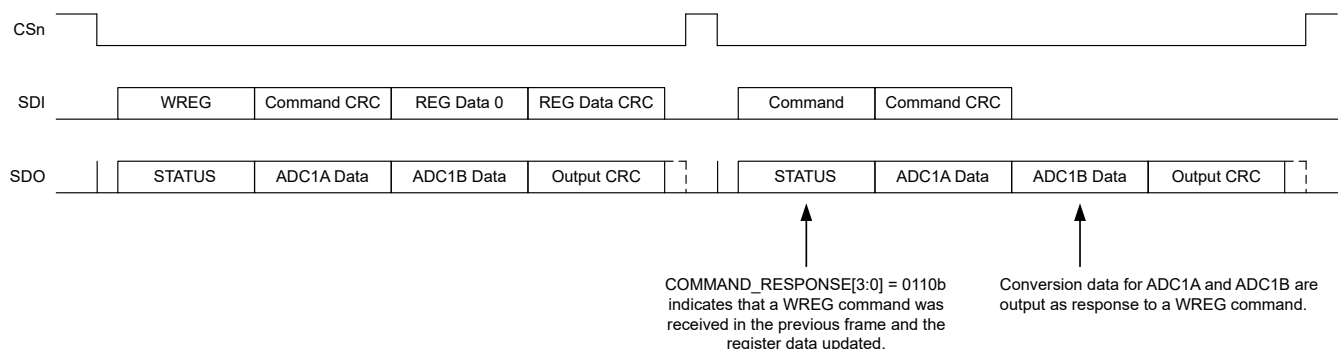 CSn
SDI
WREG
Command CRC
REG Data 0
REG Data CRC
Command
Command CRC
SDO
STATUS
ADC1A Data
ADC1B Data
Output CRC
STATUS
ADC1A Data
ADC1B Data
Output CRC
COMMAND_RESPONSE[3:0] = 0110b
indicates that a WREG command was
received in the previous frame and the
register data updated.
Conversion data for ADC1A and ADC1B are
output as response to a WREG command.